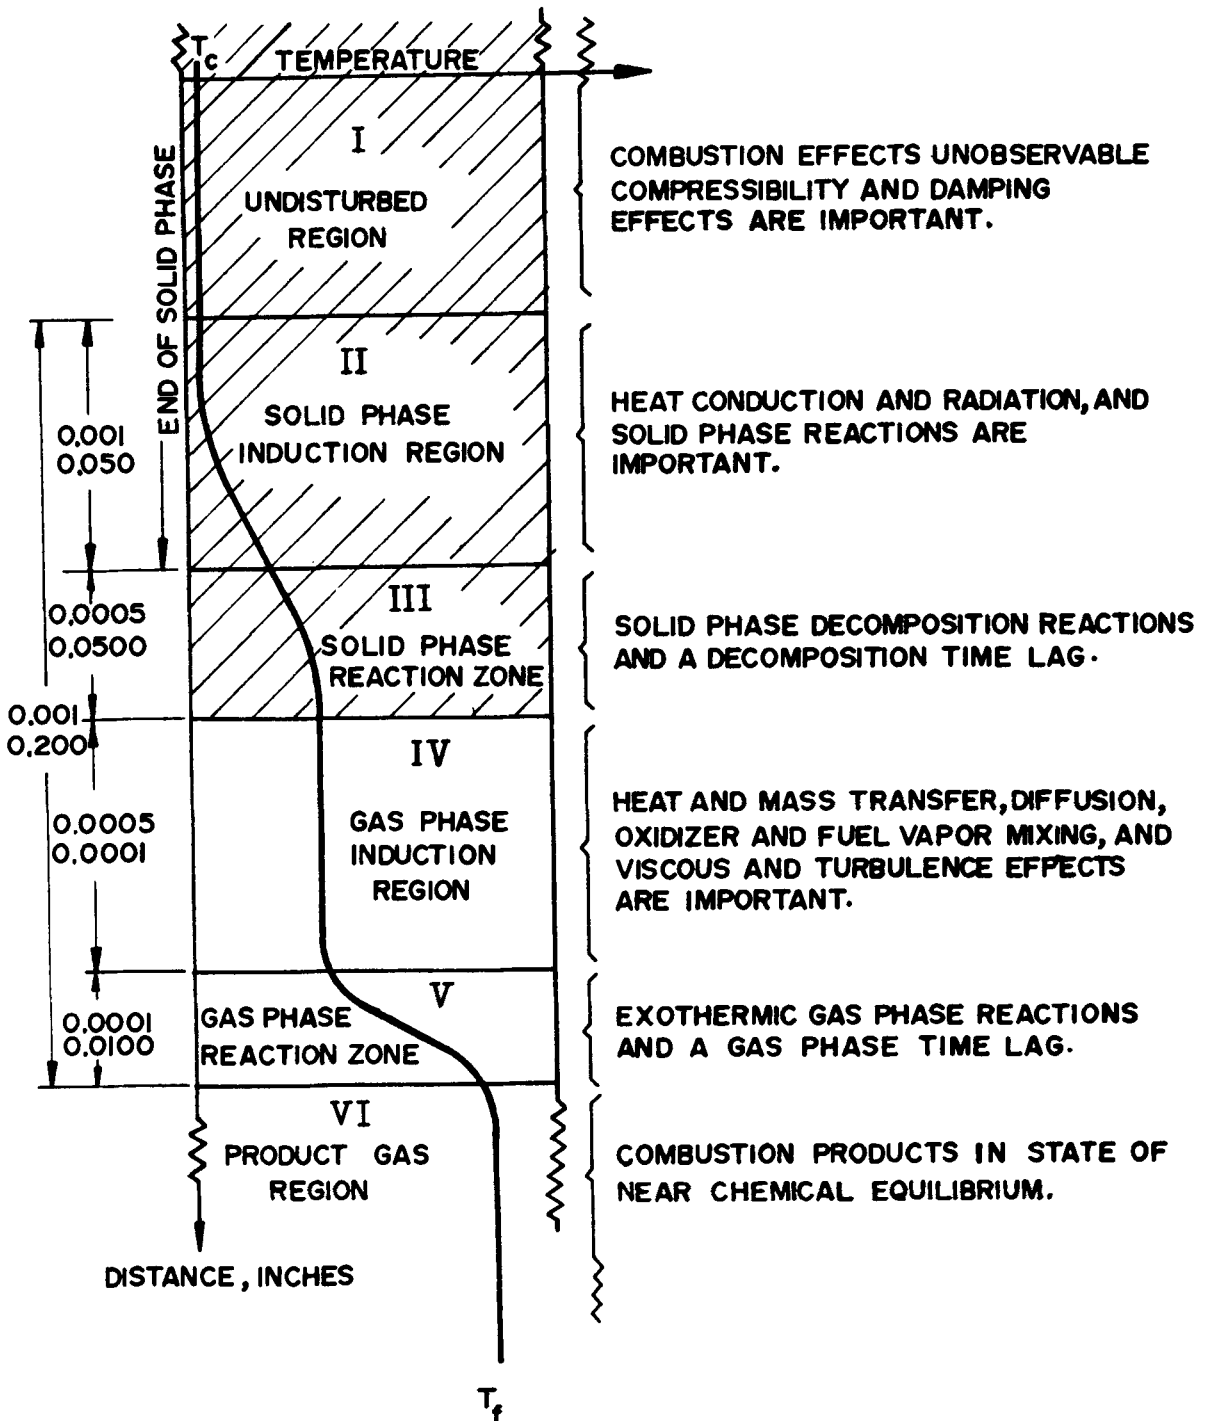 T_c
TEMPERATURE
I
UNDISTURBED
REGION
COMBUSTION EFFECTS UNOBSERVABLE
COMPRESSIBILITY AND DAMPING
EFFECTS ARE IMPORTANT.
END OF SOLID PHASE
II
SOLID PHASE
INDUCTION REGION
0.001
0.050
HEAT CONDUCTION AND RADIATION, AND
SOLID PHASE REACTIONS ARE
IMPORTANT.
III
SOLID PHASE
REACTION ZONE
0.0005
0.0500
SOLID PHASE DECOMPOSITION REACTIONS
AND A DECOMPOSITION TIME LAG.
0.001
0.200
IV
GAS PHASE
INDUCTION
REGION
0.0005
0.0001
HEAT AND MASS TRANSFER, DIFFUSION,
OXIDIZER AND FUEL VAPOR MIXING, AND
VISCOUS AND TURBULENCE EFFECTS
ARE IMPORTANT.
V
GAS PHASE
REACTION ZONE
0.0001
0.0100
EXOTHERMIC GAS PHASE REACTIONS
AND A GAS PHASE TIME LAG.
VI
PRODUCT GAS
REGION
COMBUSTION PRODUCTS IN STATE OF
NEAR CHEMICAL EQUILIBRIUM.
DISTANCE, INCHES
T_f